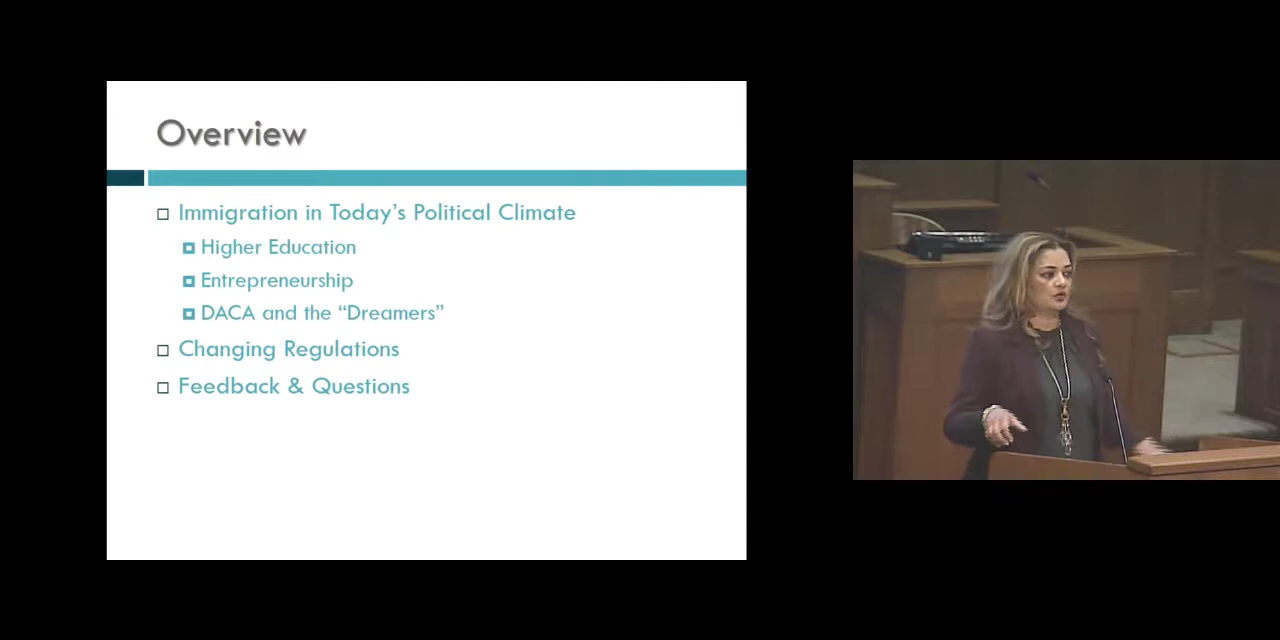 Overview
Immigration in Today's Political Climate
Higher Education
Entrepreneurship
DACA and the “Dreamers”
Changing Regulations
Feedback & Questions